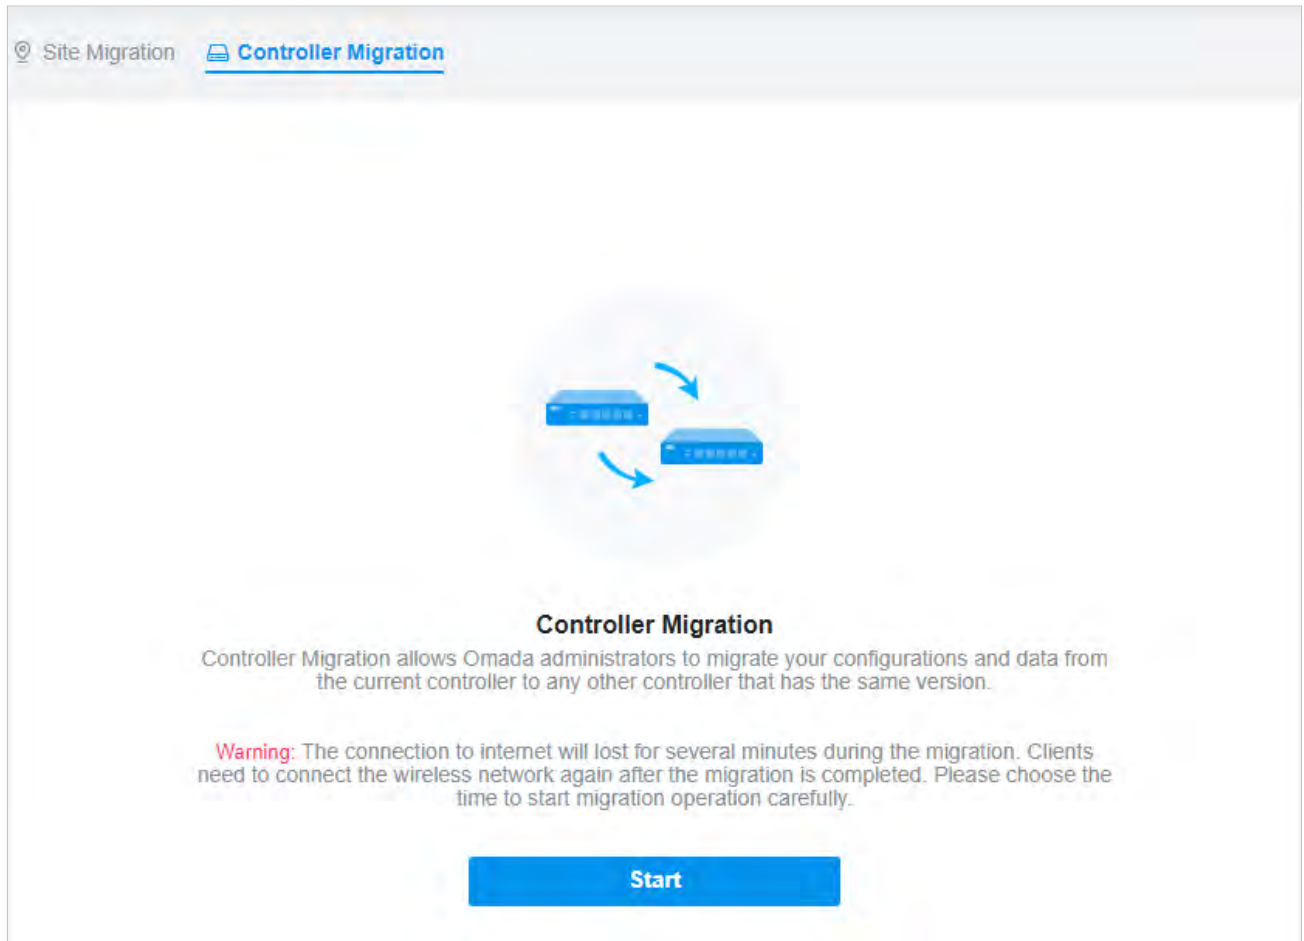 Site Migration Controller Migration
Controller Migration
Controller Migration allows Omada administrators to migrate your configurations and data from
the current controller to any other controller that has the same version.
Warning: The connection to internet will lost for several minutes during the migration. Clients
need to connect the wireless network again after the migration is completed. Please choose the
time to start migration operation carefully.
Start